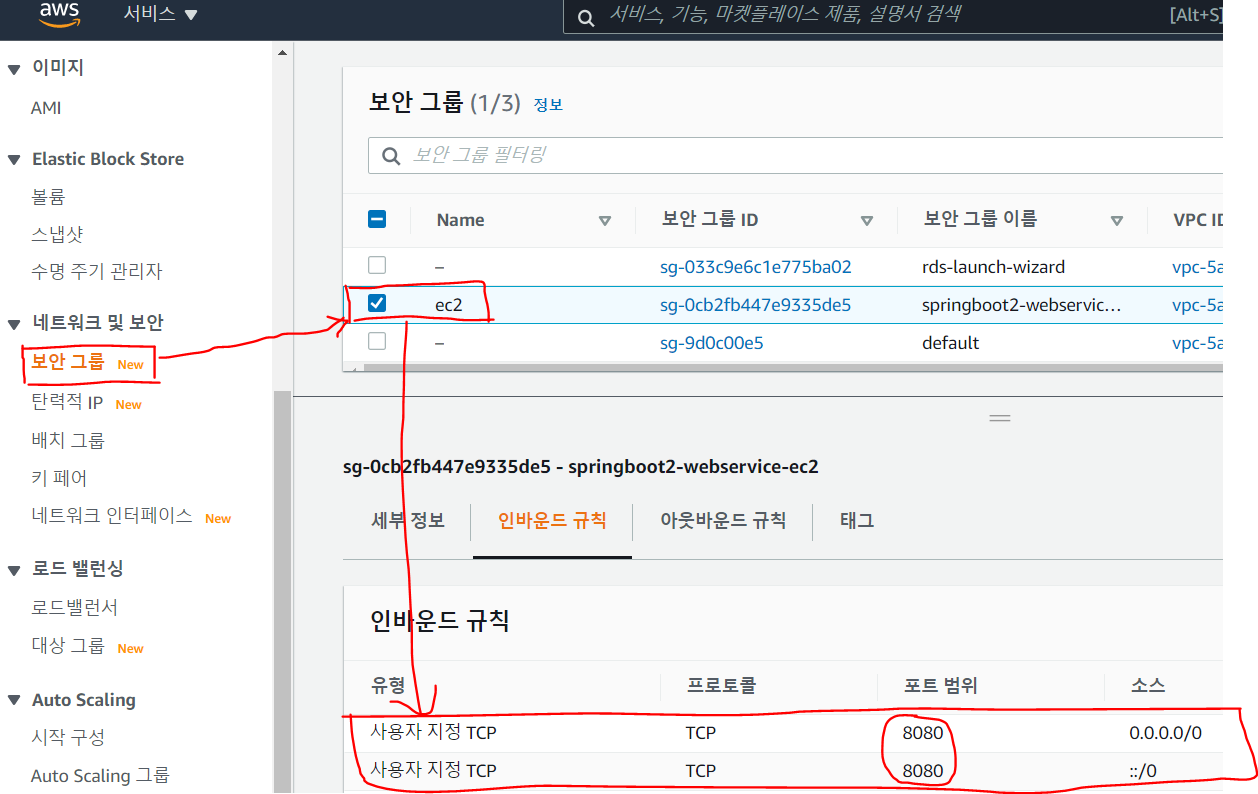 aws 서비스 서비스, 기능, 마켓플레이스 제품, 설명서 검색 [Alt+S]
이미지
AMI
Elastic Block Store
볼륨
스냅샷
수명 주기 관리자
네트워크 및 보안
보안 그룹 New
탄력적 IP New
배치 그룹
키 페어
네트워크 인터페이스 New
로드 밸런싱
로드밸런서
대상 그룹 New
Auto Scaling
시작 구성
Auto Scaling 그룹
보안 그룹 (1/3) 정보
보안 그룹 필터링
Name 보안 그룹 ID 보안 그룹 이름 VPC ID
– sg-033c9e6c1e775ba02 rds-launch-wizard vpc-5a
ec2 sg-0cb2fb447e9335de5 springboot2-webservic... vpc-5a
– sg-9d0c00e5 default vpc-5a
sg-0cb2fb447e9335de5 - springboot2-webservice-ec2
세부 정보 인바운드 규칙 아웃바운드 규칙 태그
인바운드 규칙
유형 프로토콜 포트 범위 소스
사용자 지정 TCP TCP 8080 0.0.0.0/0
사용자 지정 TCP TCP 8080 ::/0